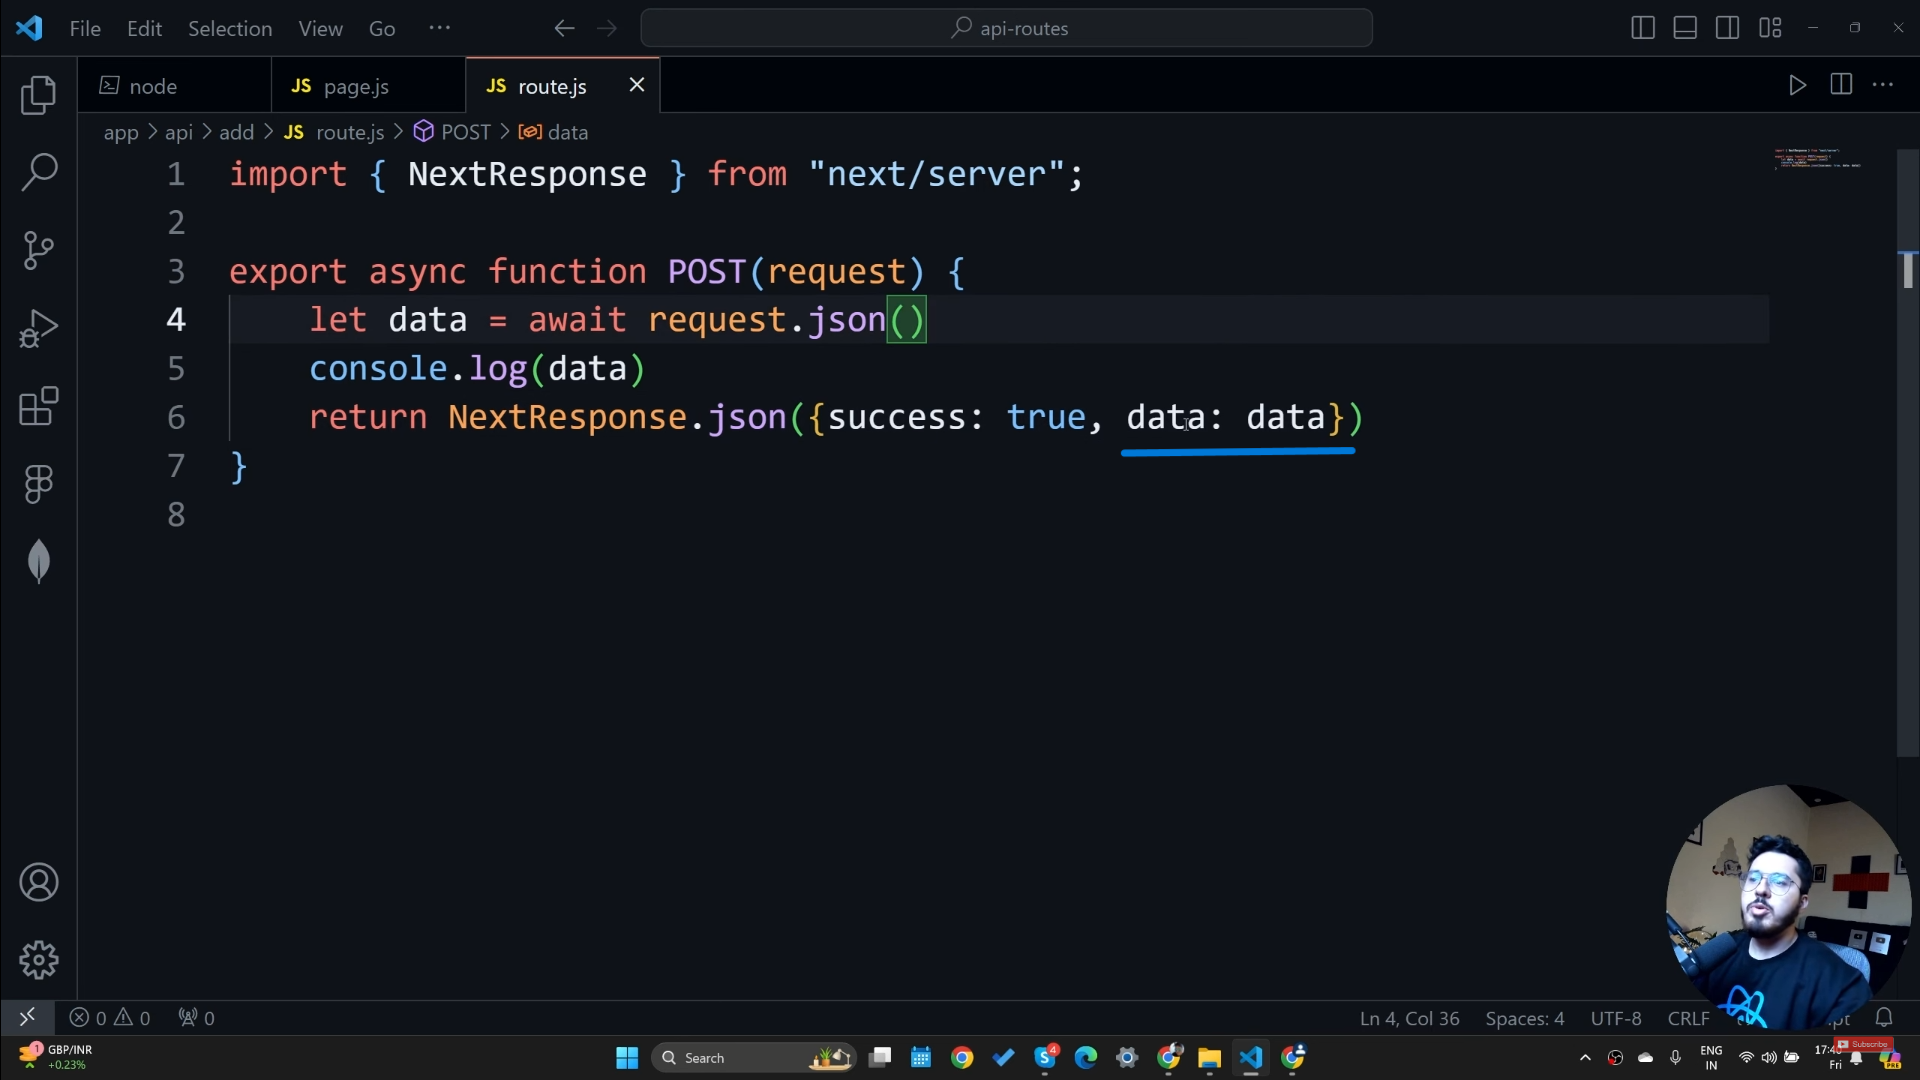 File Edit Selection View Go ··· api-routes
node JS page.js JS route.js
app > api > add > JS route.js > POST > data
1 import { NextResponse } from "next/server";
2
3 export async function POST(request) {
4 let data = await request.json()
5 console.log(data)
6 return NextResponse.json({success: true, data: data})
7 }
8
0 0 0 Ln 4, Col 36 Spaces: 4 UTF-8 CRLF
Subscribe
1 GBP/INR
+0.23%
Search
4
ENG
IN
Fri
PRE